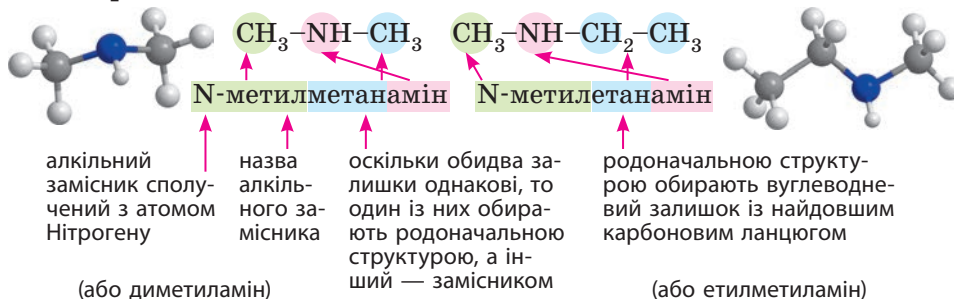 CH₃–NH–CH₃
CH₃–NH–CH₂–CH₃
N-метилметанамін
N-метилетанамін
алкільний
замісник сполу-
чений з атомом
Нітрогену
назва
алкіль-
ного за-
місника
оскільки обидва за-
лишки однакові, то
один із них обира-
ють родоначальною
структурою, а ін-
ший — замісником
родоначальною структу-
рою обирають вуглеводне-
вий залишок із найдовшим
карбоновим ланцюгом
(або диметиламін)
(або етилметиламін)